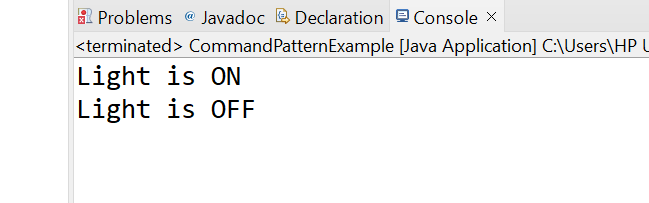 Problems @ Javadoc Declaration Console ×
<terminated> CommandPatternExample [Java Application] C:\Users\HP U
Light is ON
Light is OFF